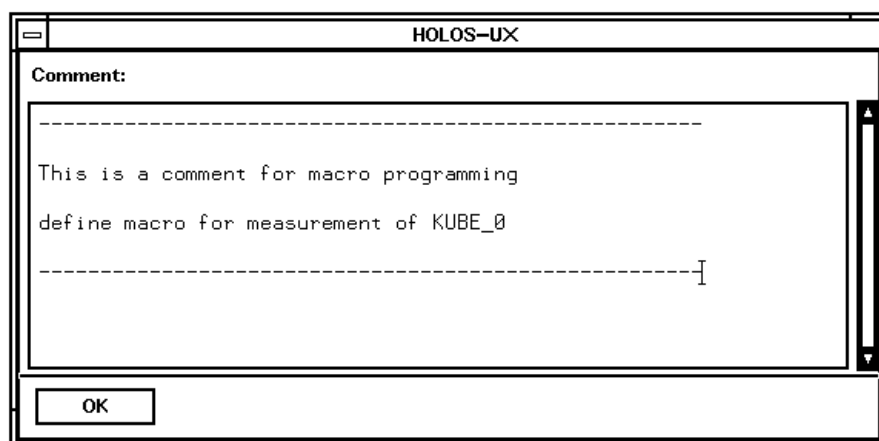 HOLOS-UX
Comment:
------------------------------------------------------
This is a comment for macro programming
define macro for measurement of KUBE_0
------------------------------------------------------
OK